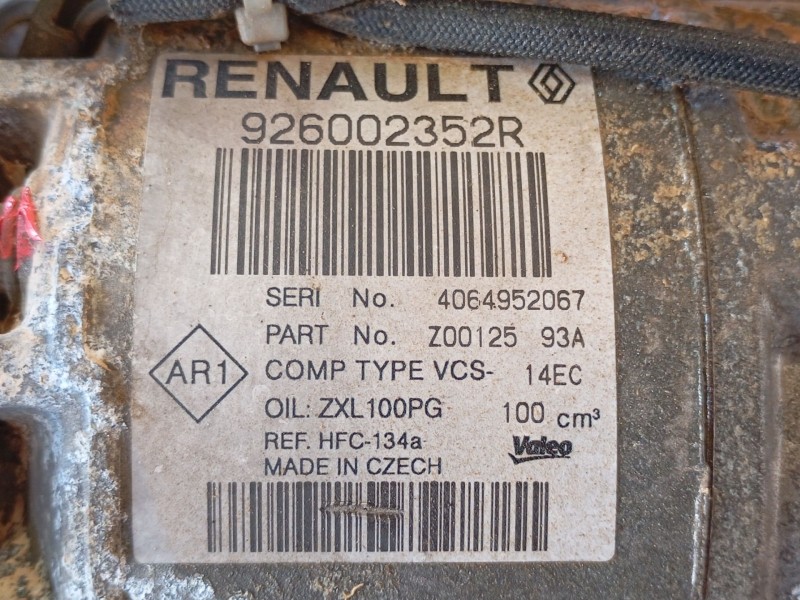 RENAULT
926002352R
SERI No. 4064952067
PART No. Z00125 93A
AR1
COMP TYPE VCS- 14EC
OIL: ZXL100PG 100 cm³
REF. HFC-134a
Valeo
MADE IN CZECH